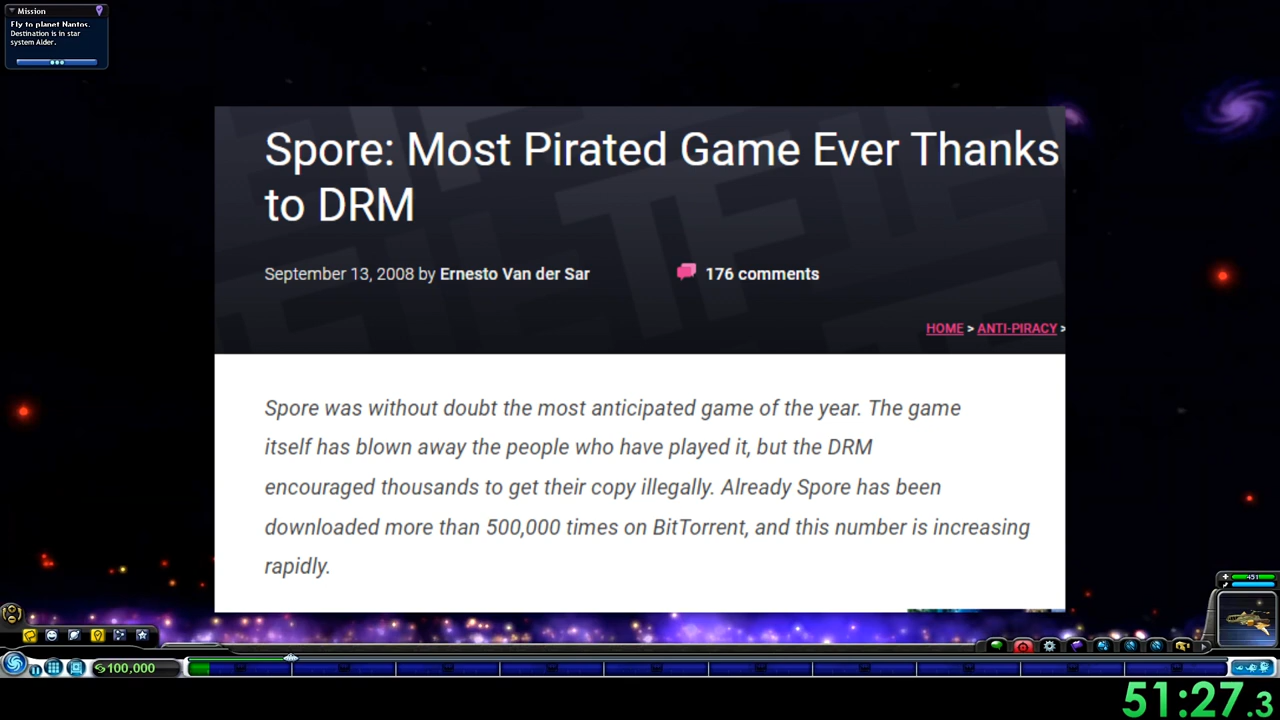 Mission
Fly to planet Nantos.
Destination is in star
system Alder.
Spore: Most Pirated Game Ever Thanks
to DRM
September 13, 2008 by Ernesto Van der Sar
176 comments
HOME > ANTI-PIRACY >
Spore was without doubt the most anticipated game of the year. The game
itself has blown away the people who have played it, but the DRM
encouraged thousands to get their copy illegally. Already Spore has been
downloaded more than 500,000 times on BitTorrent, and this number is increasing
rapidly.
451
100,000
51:27.3